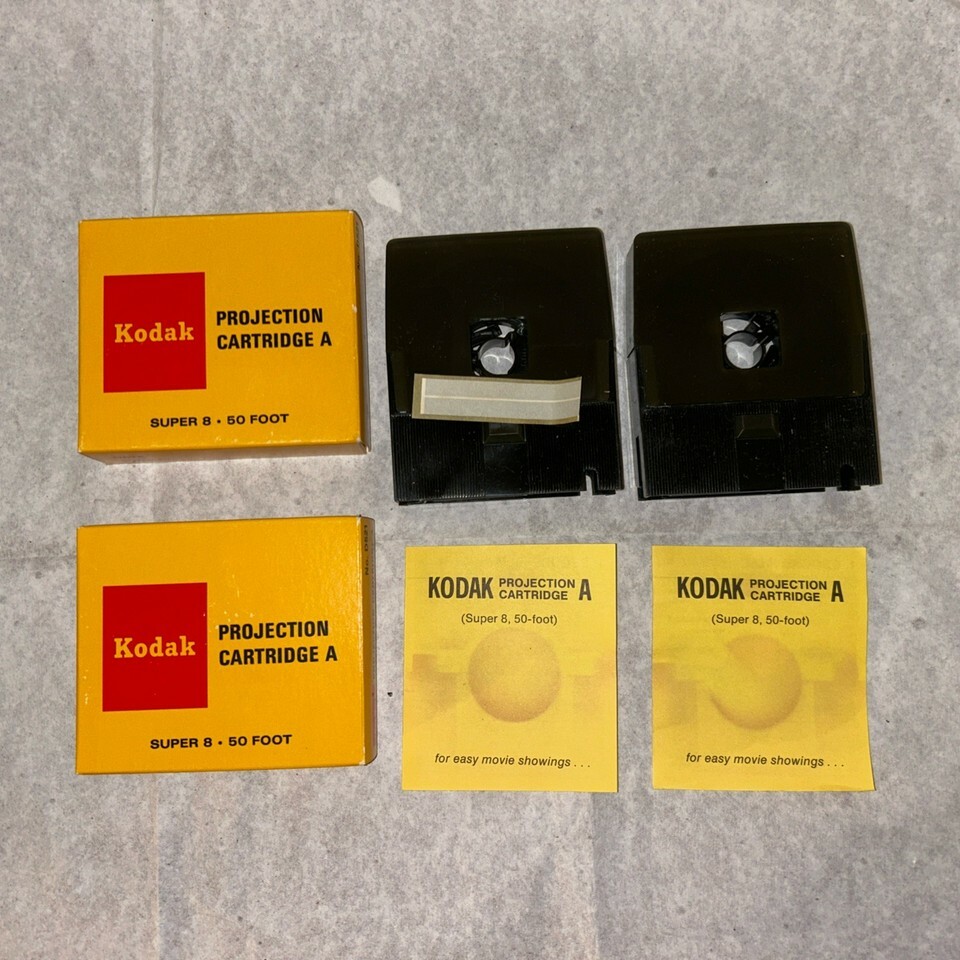 Kodak
PROJECTION
CARTRIDGE A
SUPER 8 • 50 FOOT
Kodak
PROJECTION
CARTRIDGE A
SUPER 8 • 50 FOOT
KODAK PROJECTION CARTRIDGE A
(Super 8, 50-foot)
for easy movie showings . . .
KODAK PROJECTION CARTRIDGE A
(Super 8, 50-foot)
for easy movie showings . . .